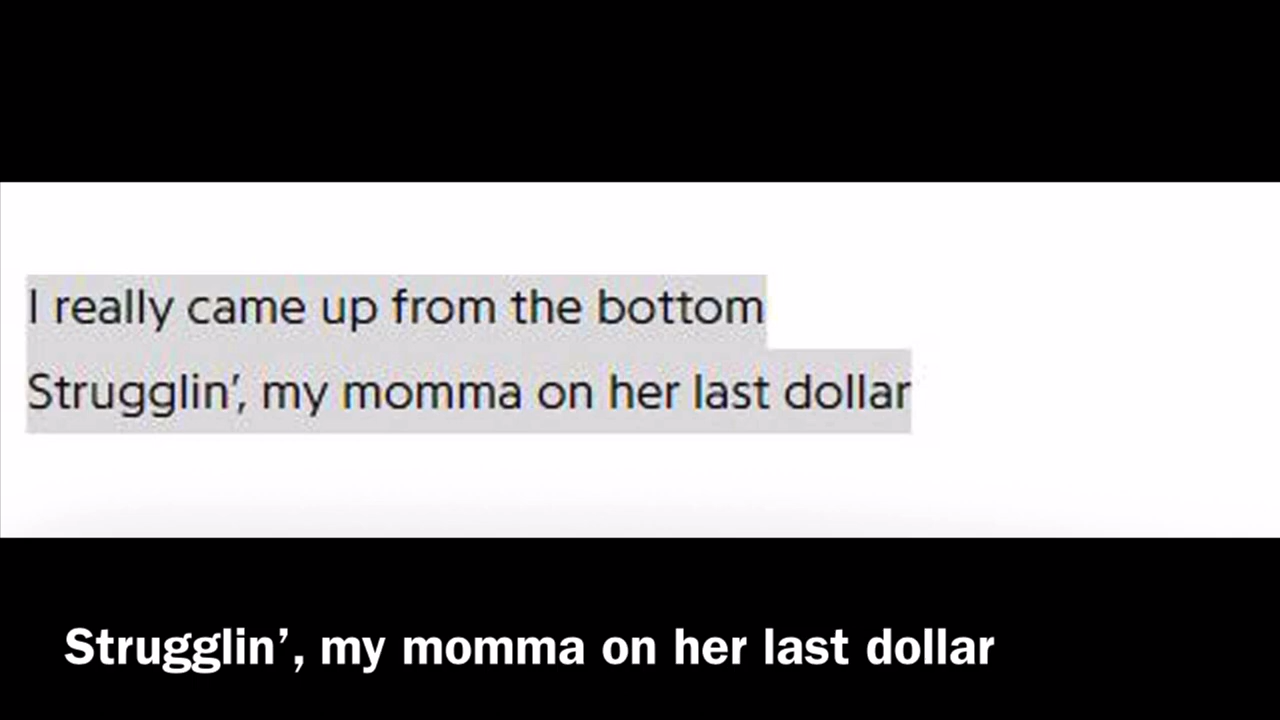 I really came up from the bottom
Strugglin’, my momma on her last dollar
Strugglin’, my momma on her last dollar